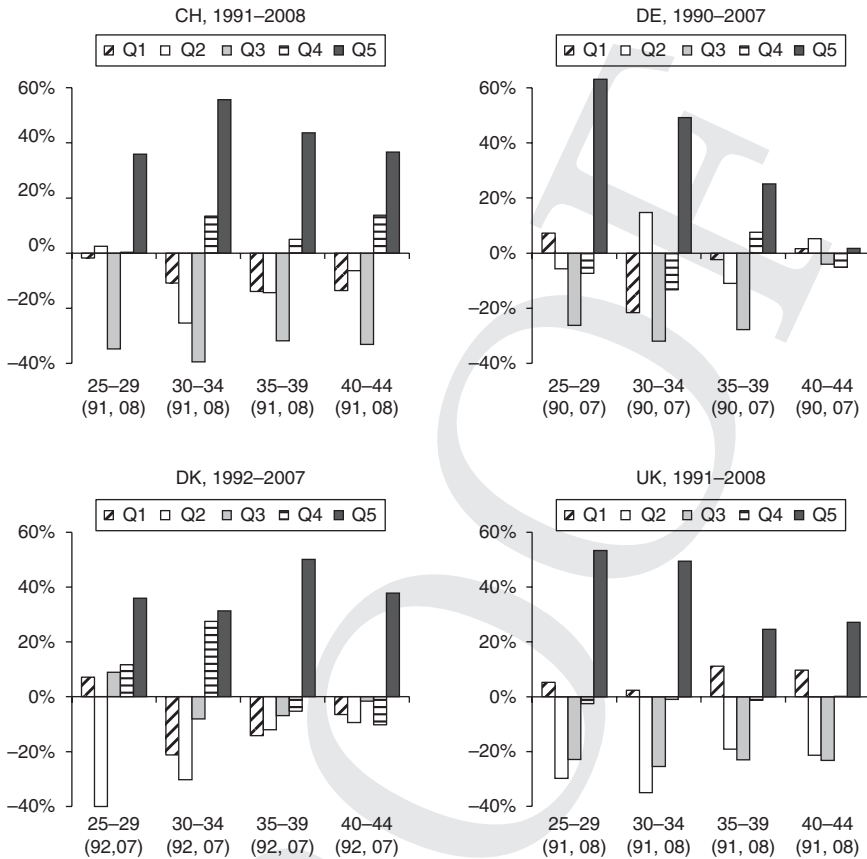 CH, 1991–2008
Q1 Q2 Q3 Q4 Q5
60%
40%
20%
0%
–20%
–40%
25–29 30–34 35–39 40–44
(91, 08) (91, 08) (91, 08) (91, 08)
DE, 1990–2007
Q1 Q2 Q3 Q4 Q5
60%
40%
20%
0%
–20%
–40%
25–29 30–34 35–39 40–44
(90, 07) (90, 07) (90, 07) (90, 07)
DK, 1992–2007
Q1 Q2 Q3 Q4 Q5
60%
40%
20%
0%
–20%
–40%
25–29 30–34 35–39 40–44
(92,07) (92, 07) (92, 07) (92, 07)
UK, 1991–2008
Q1 Q2 Q3 Q4 Q5
60%
40%
20%
0%
–20%
–40%
25–29 30–34 35–39 40–44
(91, 08) (91, 08) (91, 08) (91, 08)
OOF